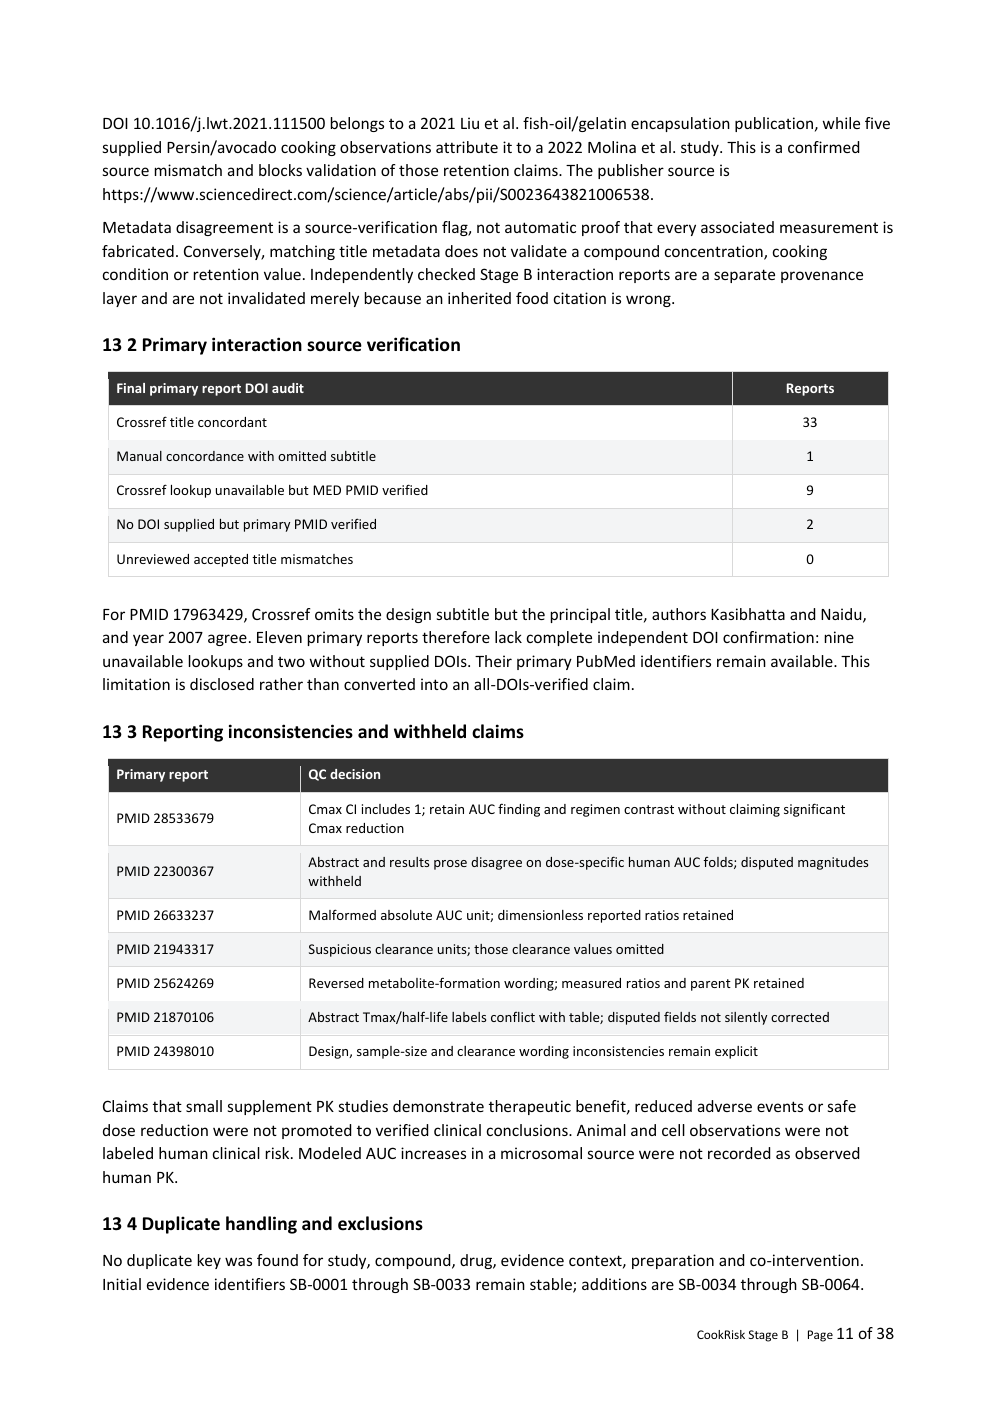 DOI 10.1016/j.lwt.2021.111500 belongs to a 2021 Liu et al. fish-oil/gelatin encapsulation publication, while five
supplied Persin/avocado cooking observations attribute it to a 2022 Molina et al. study. This is a confirmed
source mismatch and blocks validation of those retention claims. The publisher source is
https://www.sciencedirect.com/science/article/abs/pii/S0023643821006538.
Metadata disagreement is a source-verification flag, not automatic proof that every associated measurement is
fabricated. Conversely, matching title metadata does not validate a compound concentration, cooking
condition or retention value. Independently checked Stage B interaction reports are a separate provenance
layer and are not invalidated merely because an inherited food citation is wrong.
13 2 Primary interaction source verification
Final primary report DOI audit Reports
Crossref title concordant 33
Manual concordance with omitted subtitle 1
Crossref lookup unavailable but MED PMID verified 9
No DOI supplied but primary PMID verified 2
Unreviewed accepted title mismatches 0
For PMID 17963429, Crossref omits the design subtitle but the principal title, authors Kasibhatta and Naidu,
and year 2007 agree. Eleven primary reports therefore lack complete independent DOI confirmation: nine
unavailable lookups and two without supplied DOIs. Their primary PubMed identifiers remain available. This
limitation is disclosed rather than converted into an all-DOIs-verified claim.
13 3 Reporting inconsistencies and withheld claims
Primary report QC decision
PMID 28533679 Cmax CI includes 1; retain AUC finding and regimen contrast without claiming significant
Cmax reduction
PMID 22300367 Abstract and results prose disagree on dose-specific human AUC folds; disputed magnitudes
withheld
PMID 26633237 Malformed absolute AUC unit; dimensionless reported ratios retained
PMID 21943317 Suspicious clearance units; those clearance values omitted
PMID 25624269 Reversed metabolite-formation wording; measured ratios and parent PK retained
PMID 21870106 Abstract Tmax/half-life labels conflict with table; disputed fields not silently corrected
PMID 24398010 Design, sample-size and clearance wording inconsistencies remain explicit
Claims that small supplement PK studies demonstrate therapeutic benefit, reduced adverse events or safe
dose reduction were not promoted to verified clinical conclusions. Animal and cell observations were not
labeled human clinical risk. Modeled AUC increases in a microsomal source were not recorded as observed
human PK.
13 4 Duplicate handling and exclusions
No duplicate key was found for study, compound, drug, evidence context, preparation and co-intervention.
Initial evidence identifiers SB-0001 through SB-0033 remain stable; additions are SB-0034 through SB-0064.
CookRisk Stage B | Page 11 of 38